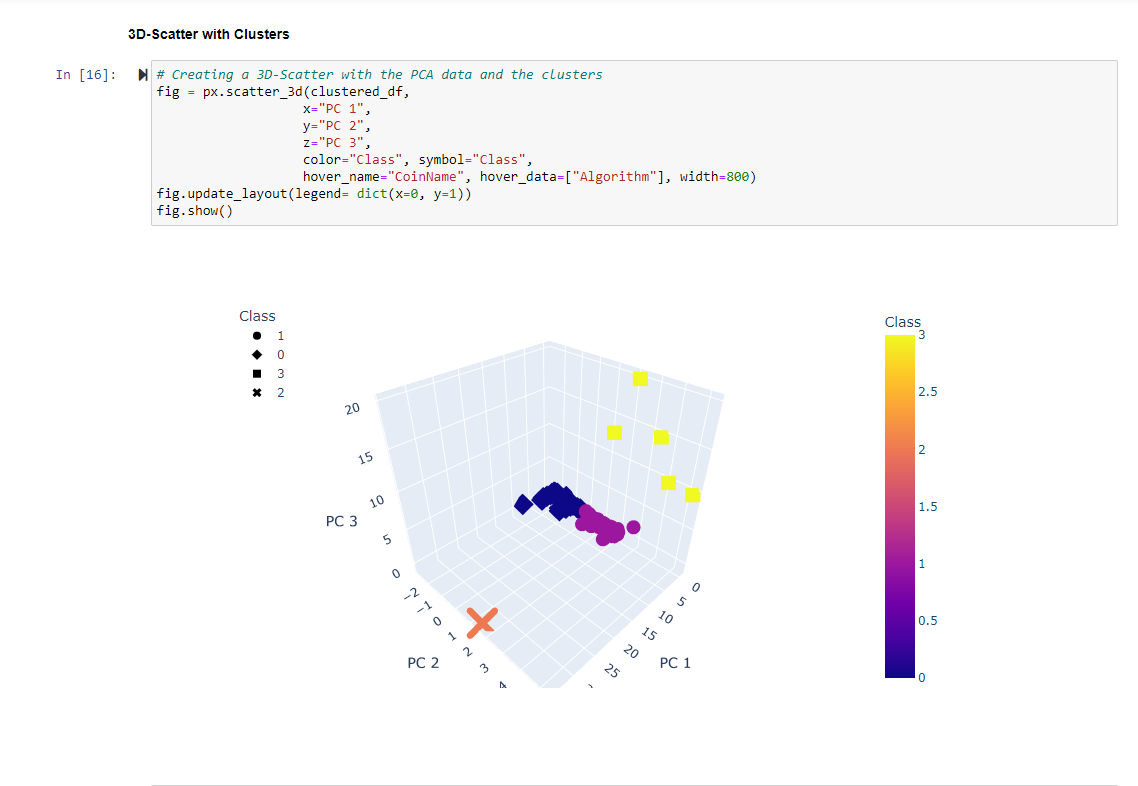 3D-Scatter with Clusters
In [16]:
# Creating a 3D-Scatter with the PCA data and the clusters
fig = px.scatter_3d(clustered_df,
x="PC 1",
y="PC 2",
z="PC 3",
color="Class", symbol="Class",
hover_name="CoinName", hover_data=["Algorithm"], width=800)
fig.update_layout(legend= dict(x=0, y=1))
fig.show()
Class
1
0
3
2
20
15
10
5
0
PC 3
−2
−1
0
1
2
3
4
PC 2
0
5
10
15
20
25
PC 1
Class
3
2.5
2
1.5
1
0.5
0